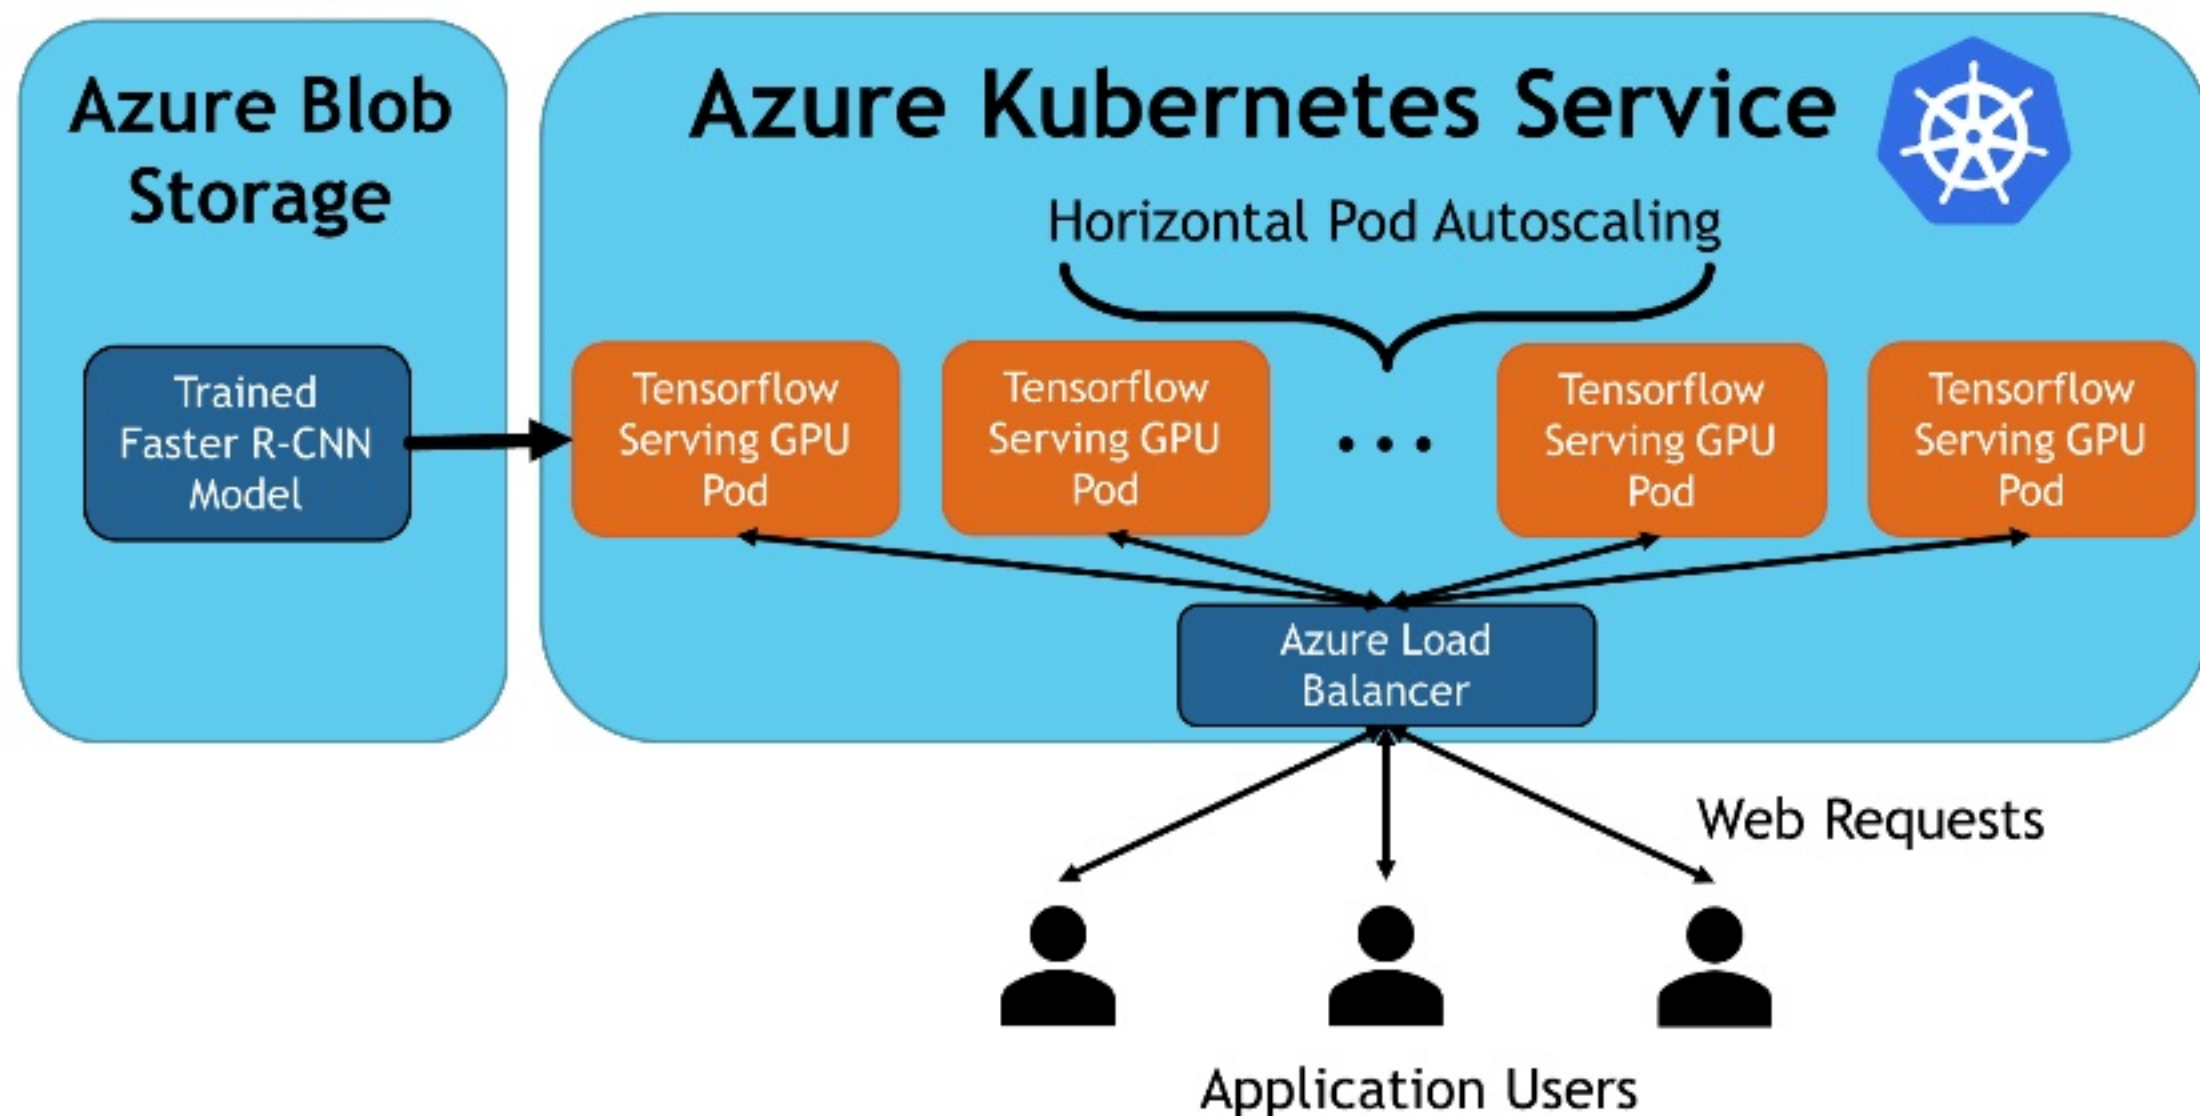 Azure Blob
Storage
Azure Kubernetes Service
Horizontal Pod Autoscaling
Trained
Faster R-CNN
Model
Tensorflow
Serving GPU
Pod
Tensorflow
Serving GPU
Pod
...
Tensorflow
Serving GPU
Pod
Tensorflow
Serving GPU
Pod
Azure Load
Balancer
Web Requests
Application Users